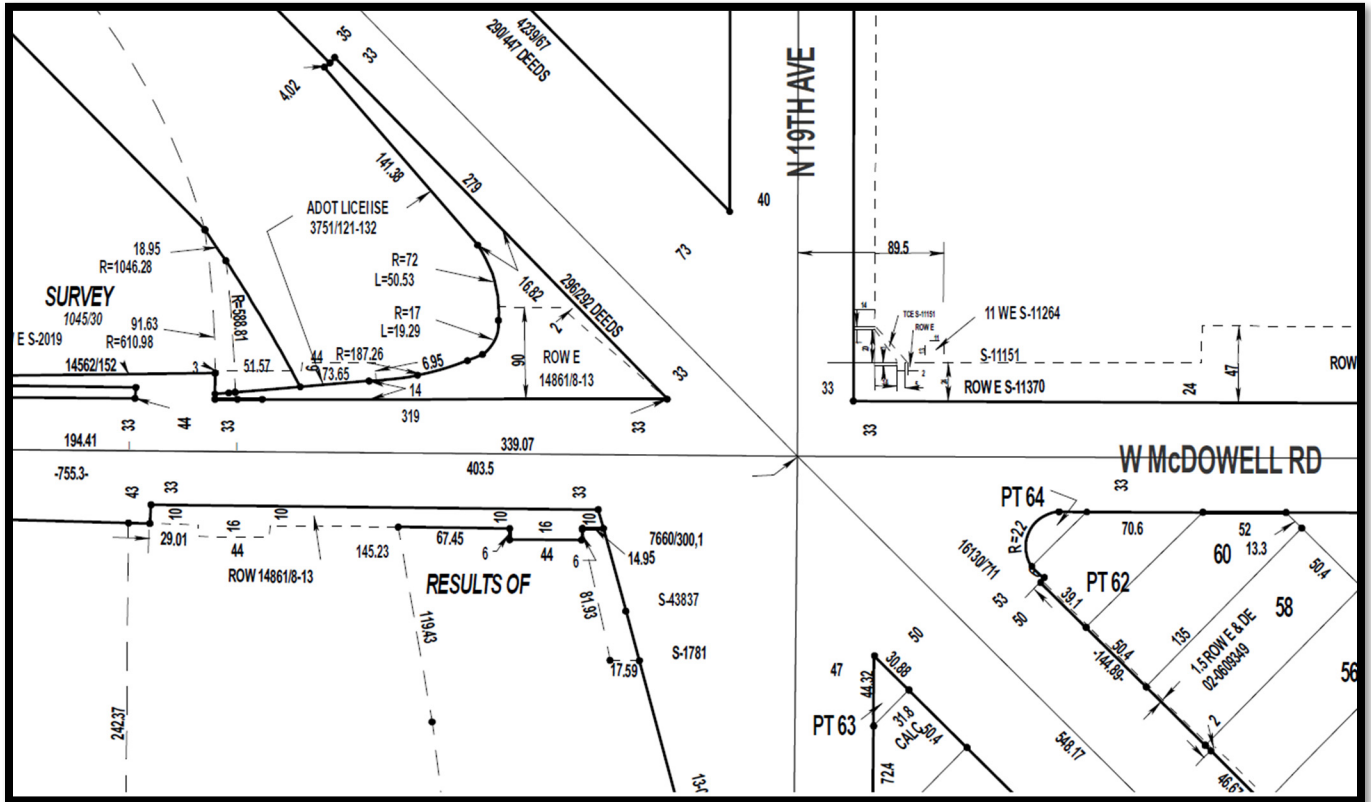 35
33
4239/67
290/447 DEEDS
N 19TH AVE
4.02
141.38
279
40
ADOT LICENSE
3751/121-132
73
18.95
R=1046.28
R=72
L=50.53
16.82
296/292 DEEDS
89.5
SURVEY
1045/30
R=588.81
R=17
L=19.29
2
14
TCE S-11151
ROW E
11 WE S-11264
91.63
R=610.98
W E S-2019
14562/152
3
51.57
R=187.26
73.65
6.95
90
ROW E
14861/8-13
33
S-11151
ROW
14
33
ROW E S-11370
24
47
319
33
44
33
33
33
194.41
339.07
-755.3-
403.5
W McDOWELL RD
43
33
33
33
PT 64
10
16
10
10
16
10
7660/300,1
R=22
70.6
52
13.3
29.01
44
145.23
67.45
6
44
6
14.95
16130/711
60
50.4
ROW 14861/8-13
RESULTS OF
81.93
S-43837
53
50
39.1
PT 62
58
119.43
S-1781
50
50.4
-144.89-
135
1.5 ROW E & DE
02-0609349
17.59
47
44.32
30.88
56
242.37
PT 63
31.8
CALC
50.4
548.17
2
72.4
46.67